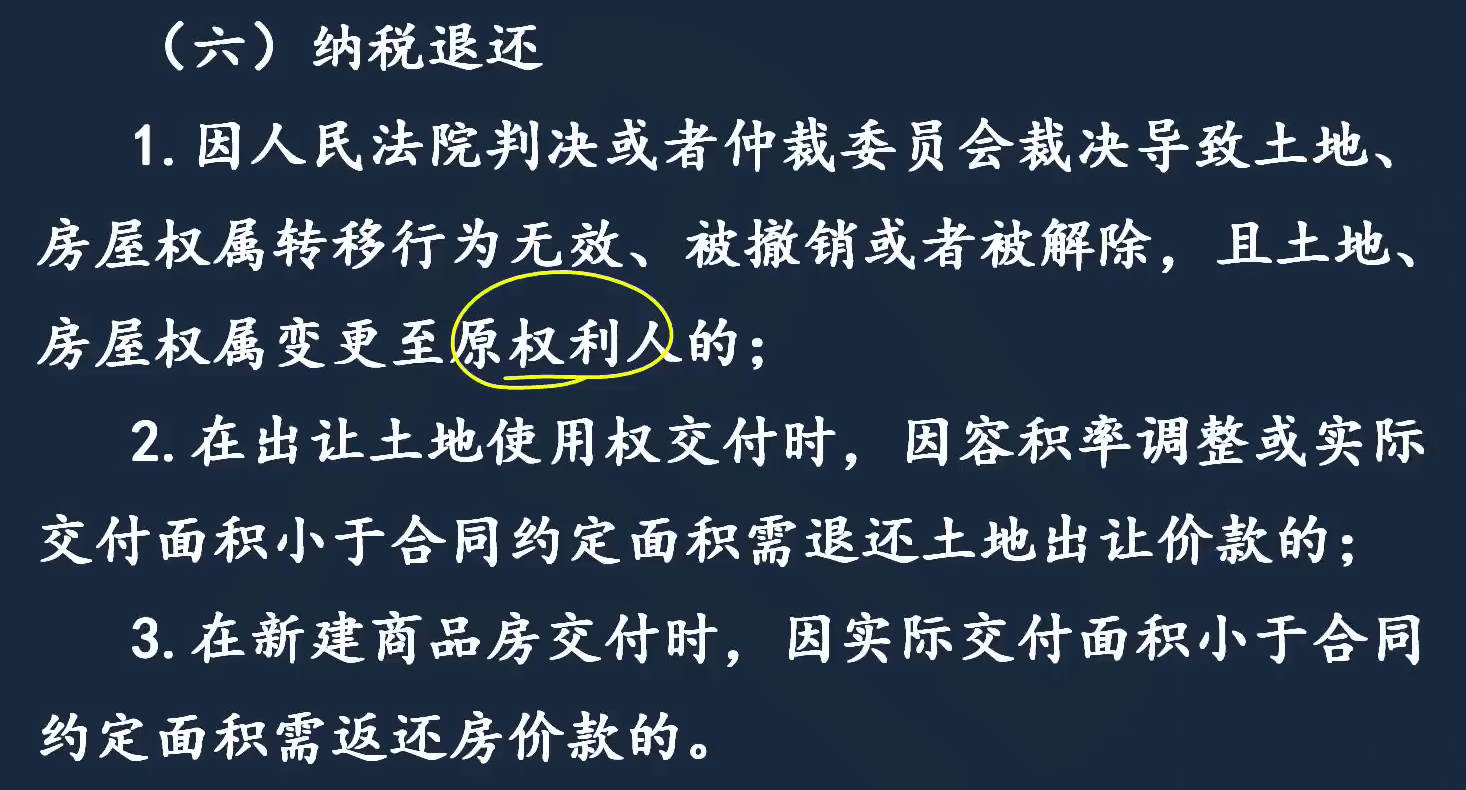 （六）纳税退还
1.因人民法院判决或者仲裁委员会裁决导致土地、
房屋权属转移行为无效、被撤销或者被解除，且土地、
房屋权属变更至原权利人的；
2.在出让土地使用权交付时，因容积率调整或实际
交付面积小于合同约定面积需退还土地出让价款的；
3.在新建商品房交付时，因实际交付面积小于合同
约定面积需返还房价款的。